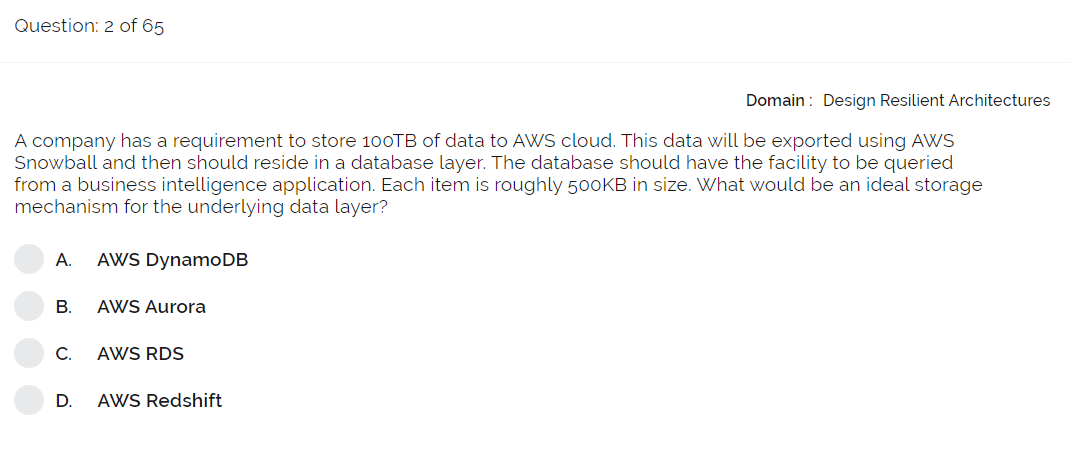 Question: 2 of 65
Domain : Design Resilient Architectures
A company has a requirement to store 100TB of data to AWS cloud. This data will be exported using AWS
Snowball and then should reside in a database layer. The database should have the facility to be queried
from a business intelligence application. Each item is roughly 500KB in size. What would be an ideal storage
mechanism for the underlying data layer?
A. AWS DynamoDB
B. AWS Aurora
C. AWS RDS
D. AWS Redshift